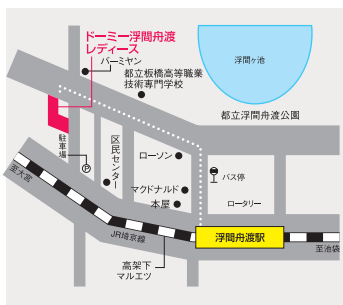 ドーミー浮間舟渡
レディース
バーミヤン
都立板橋高等職業
技術専門学校
浮間ヶ池
都立浮間舟渡公園
駐車場
P
区民センター
ローソン
バス停
マクドナルド
本屋
ロータリー
至大宮
JR埼京線
浮間舟渡駅
至池袋
高架下
マルエツ